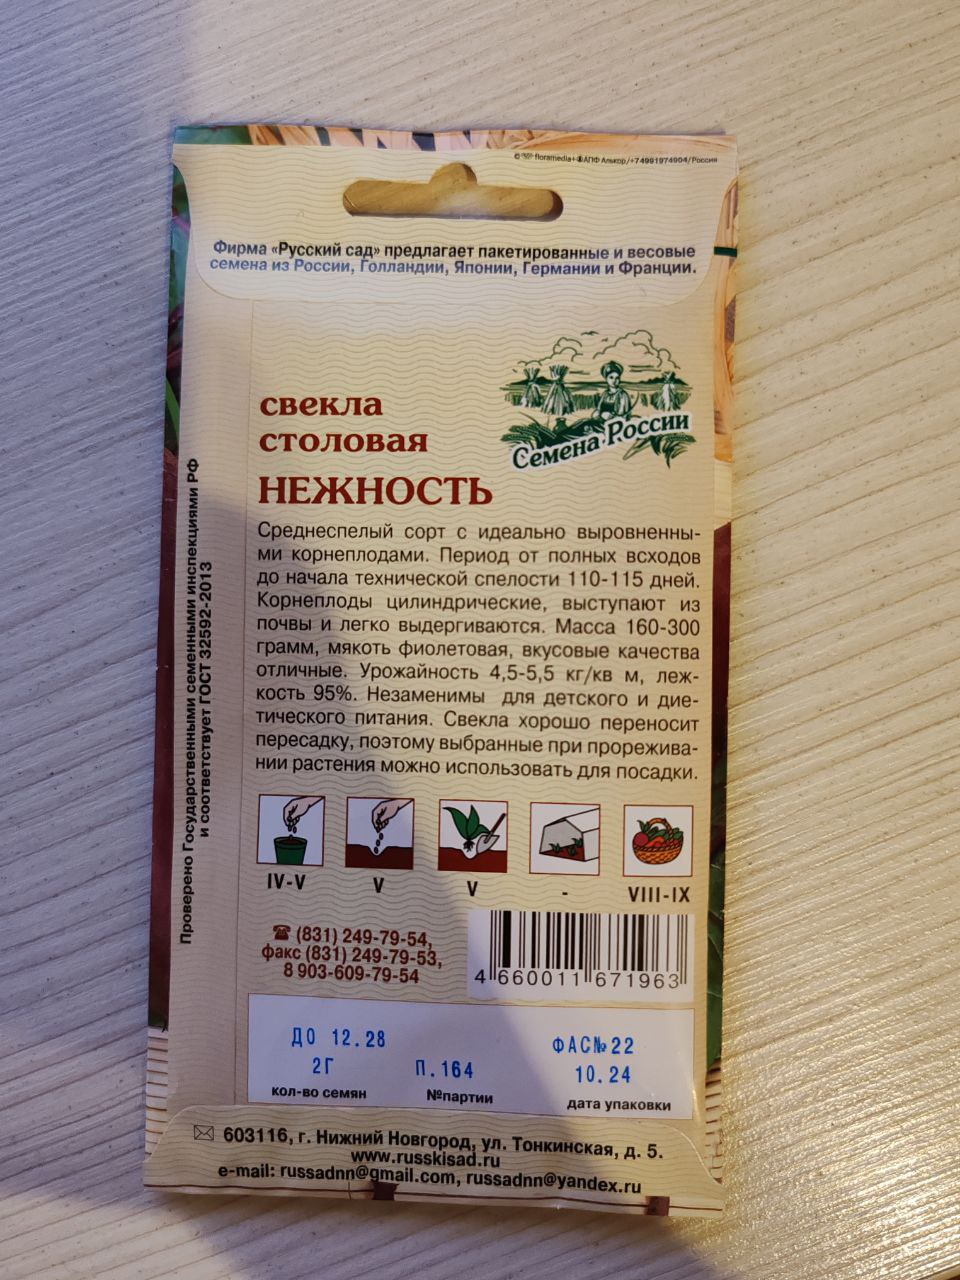 © floramedia+АПФ Алькор/+74991974904/Россия
Фирма «Русский сад» предлагает пакетированные и весовые
семена из России, Голландии, Японии, Германии и Франции.
Семена России
свекла
столовая
НЕЖНОСТЬ
Среднеспелый сорт с идеально выровненны-
ми корнеплодами. Период от полных всходов
до начала технической спелости 110-115 дней.
Корнеплоды цилиндрические, выступают из
почвы и легко выдергиваются. Масса 160-300
грамм, мякоть фиолетовая, вкусовые качества
отличные. Урожайность 4,5-5,5 кг/кв м, леж-
кость 95%. Незаменимы для детского и дие-
тического питания. Свекла хорошо переносит
пересадку, поэтому выбранные при прорежива-
нии растения можно использовать для посадки.
Проверено Государственными семенными инспекциями РФ
и соответствует ГОСТ 32592-2013
IV-V V V - VIII-IX
☎ (831) 249-79-54,
факс (831) 249-79-53,
8 903-609-79-54
4 660011 671963
ДО 12.28 ФАС№22
2Г П.164 10.24
кол-во семян №партии дата упаковки
603116, г. Нижний Новгород, ул. Тонкинская, д. 5.
www.russkisad.ru
e-mail: russadnn@gmail.com, russadnn@yandex.ru